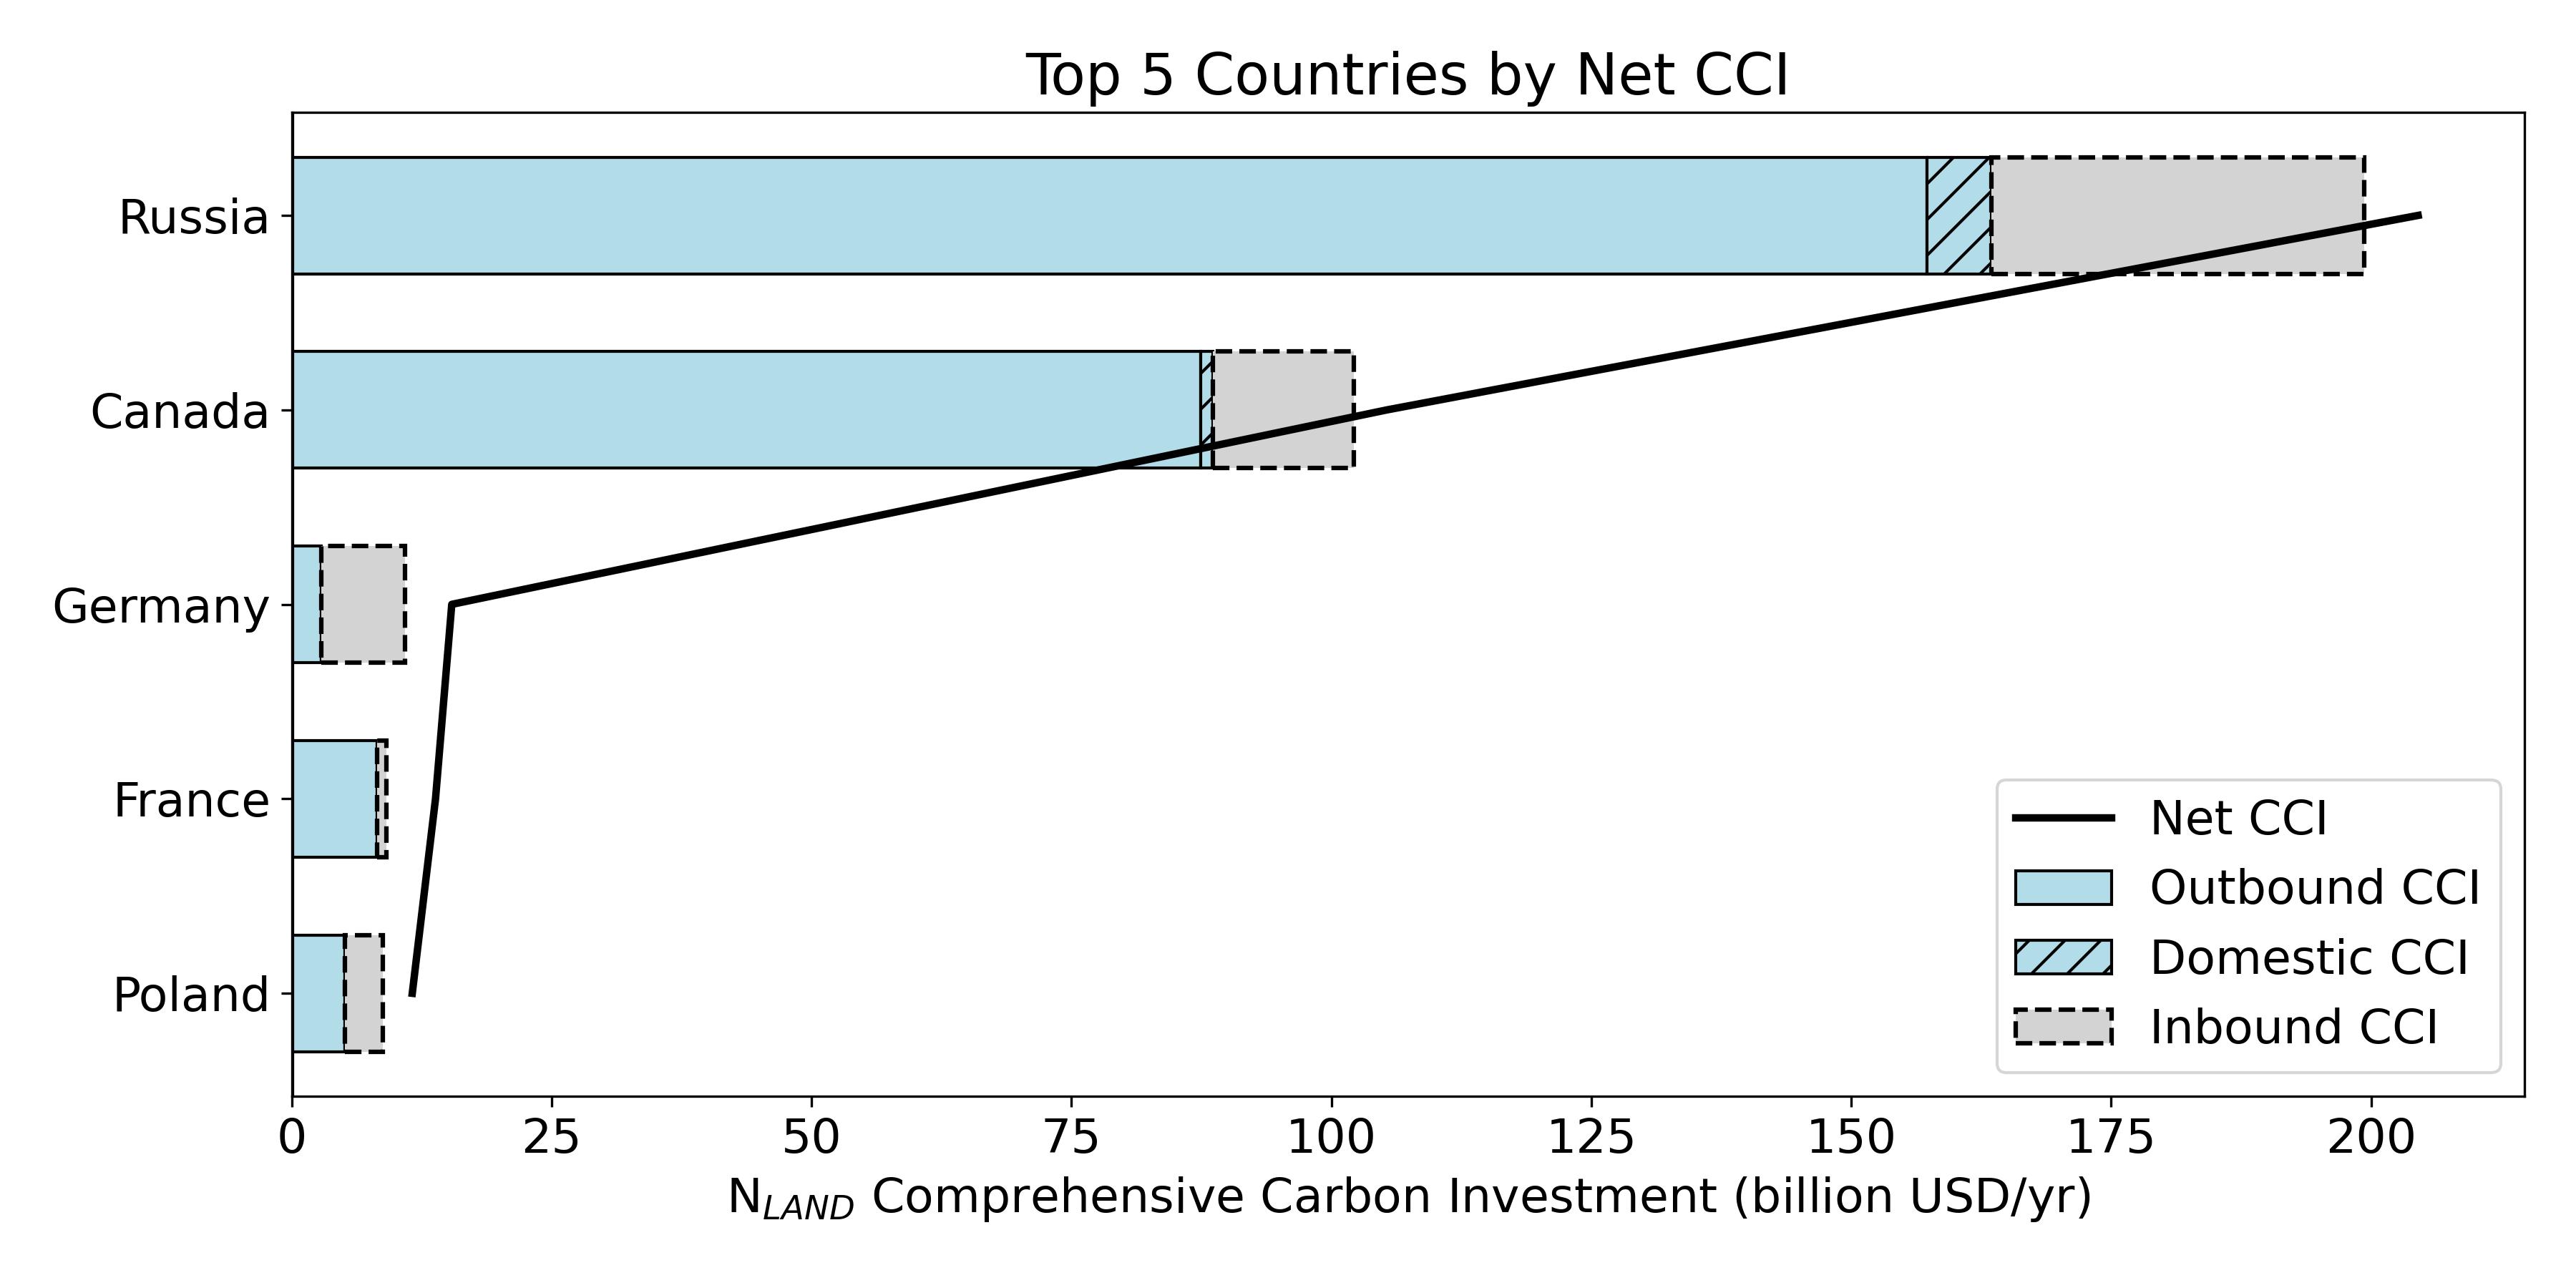 Top 5 Countries by Net CCI
Russia
Canada
Germany
France
Poland
Net CCI
Outbound CCI
Domestic CCI
Inbound CCI
0 25 50 75 100 125 150 175 200
N_LAND Comprehensive Carbon Investment (billion USD/yr)